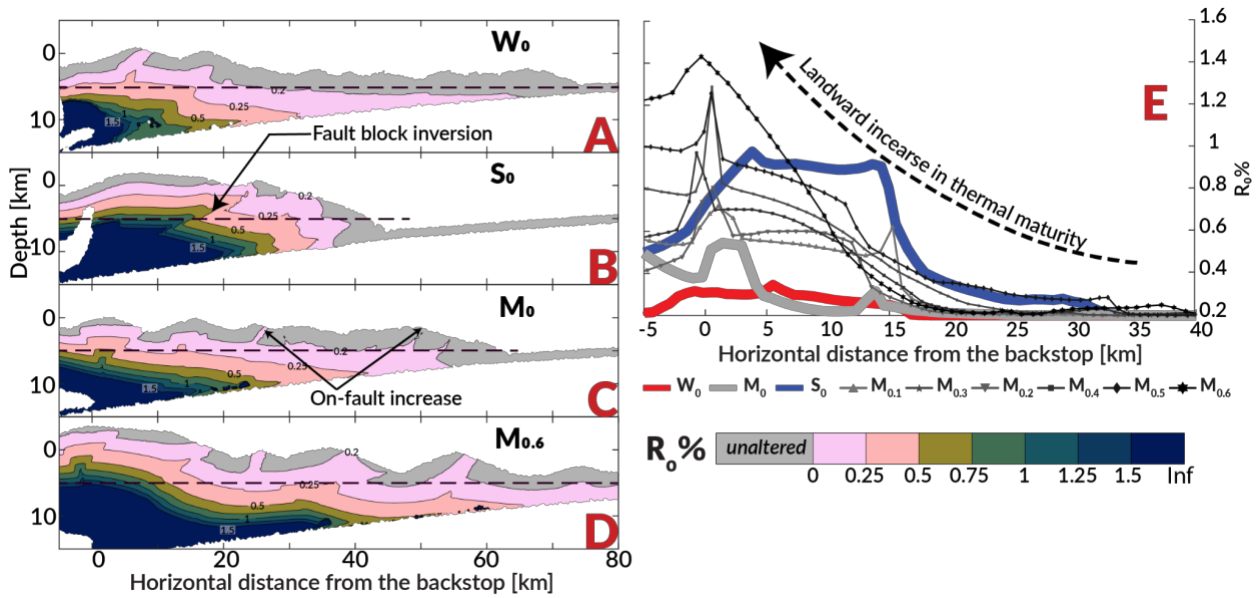 W₀
0
10
0.2
0.25
0.5
1
1.5
A
Fault block inversion
S₀
0
10
0.2
0.25
0.5
1
1.5
B
Depth [km]
M₀
0
10
0.2
0.25
0.5
1
1.5
On-fault increase
C
M₀.₆
0
10
0.2
0.25
0.5
1
1.5
D
0 20 40 60 80
Horizontal distance from the backstop [km]
1.6
1.4
1.2
1
0.8
0.6
0.4
0.2
R₀%
E
Landward incearse in thermal maturity
-5 0 5 10 15 20 25 30 35 40
Horizontal distance from the backstop [km]
W₀ M₀ S₀ M₀.₁ M₀.₃ M₀.₂ M₀.₄ M₀.₅ M₀.₆
R₀% unaltered
0 0.25 0.5 0.75 1 1.25 1.5 Inf